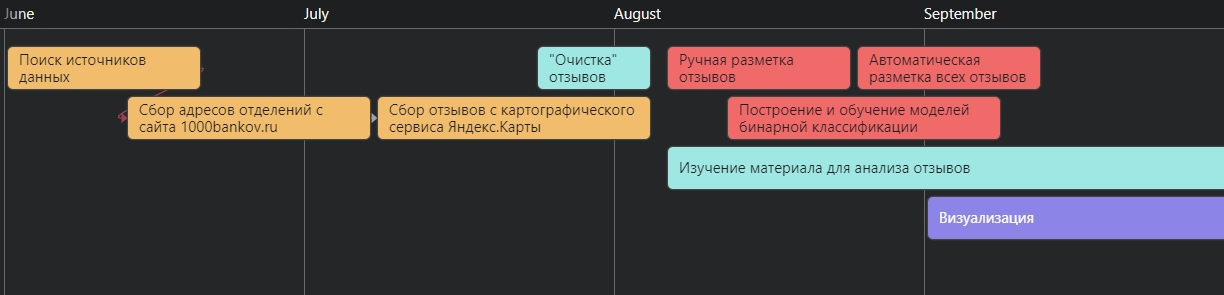 June
July
August
September
Поиск источников
данных
"Очистка"
отзывов
Ручная разметка
отзывов
Автоматическая
разметка всех отзывов
Сбор адресов отделений с
сайта 1000bankov.ru
Сбор отзывов с картографического
сервиса Яндекс.Карты
Построение и обучение моделей
бинарной классификации
Изучение материала для анализа отзывов
Визуализация